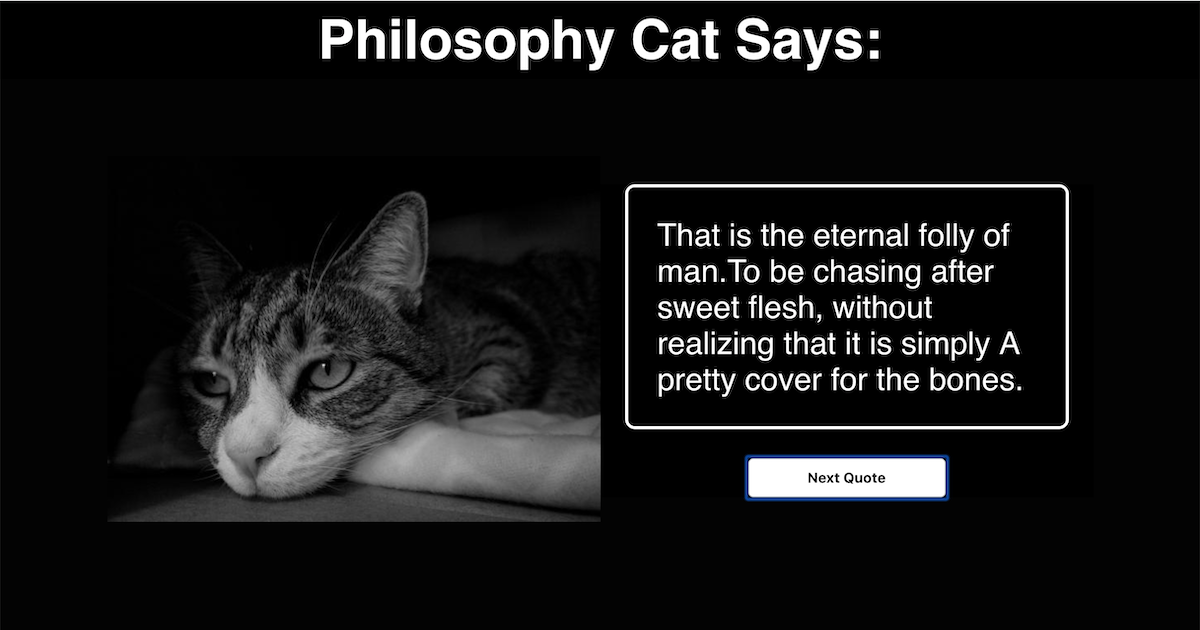 Philosophy Cat Says:
That is the eternal folly of
man.To be chasing after
sweet flesh, without
realizing that it is simply A
pretty cover for the bones.
Next Quote